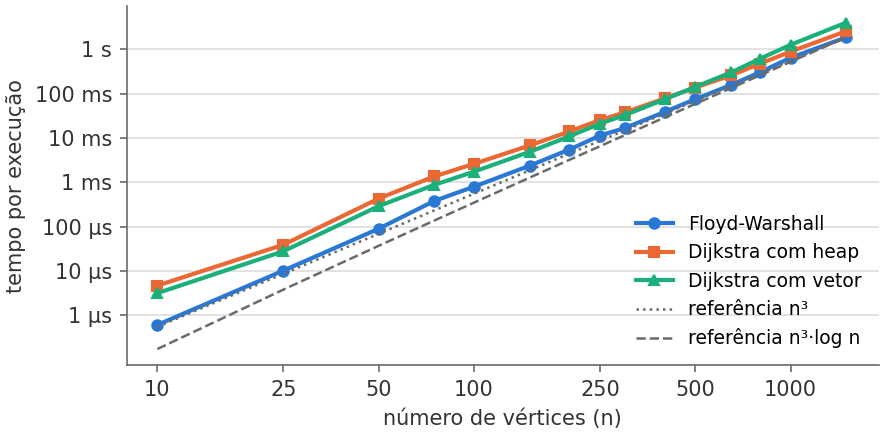 1 s
100 ms
10 ms
1 ms
100 µs
10 µs
1 µs
tempo por execução
10 25 50 100 250 500 1000
número de vértices (n)
Floyd-Warshall
Dijkstra com heap
Dijkstra com vetor
referência n³
referência n³·log n